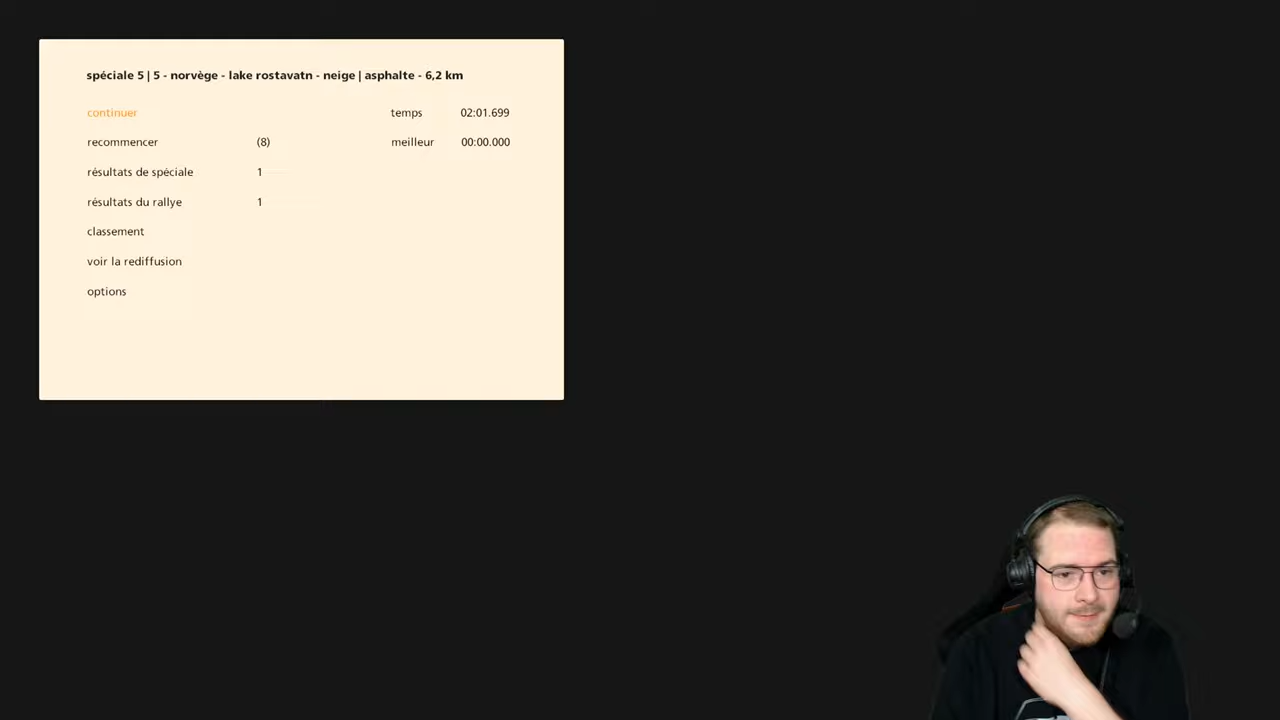 spéciale 5 | 5 - norvège - lake rostavatn - neige | asphalte - 6,2 km
continuer
temps 02:01.699
recommencer (8)
meilleur 00:00.000
résultats de spéciale 1
résultats du rallye 1
classement
voir la rediffusion
options